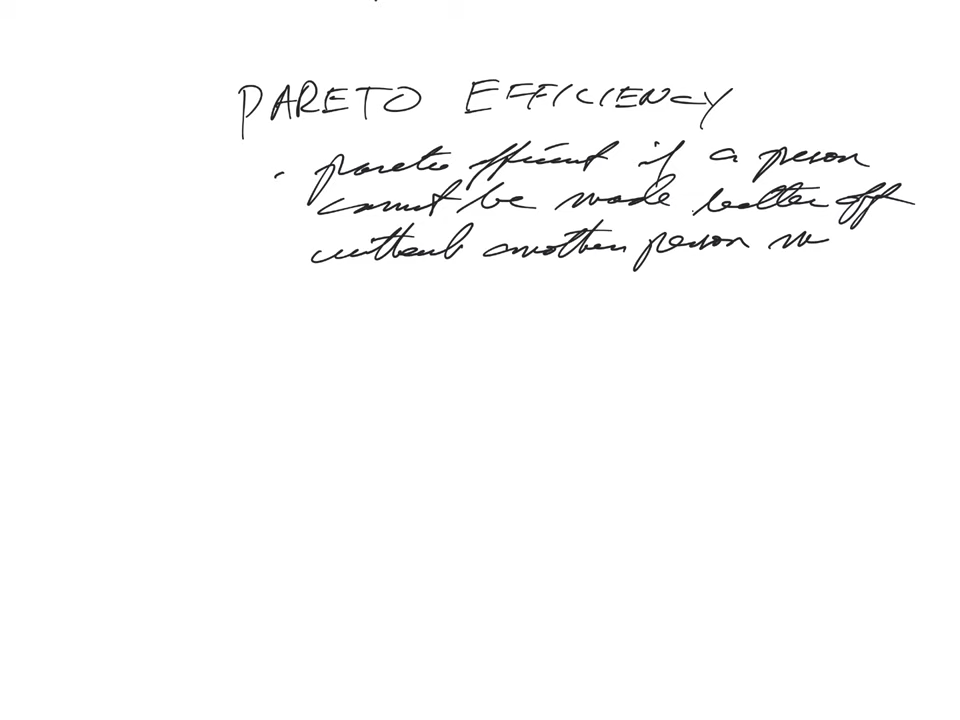 PARETO EFFICIENCY
· pareto efficient if a person
cannot be made better off
without another person m